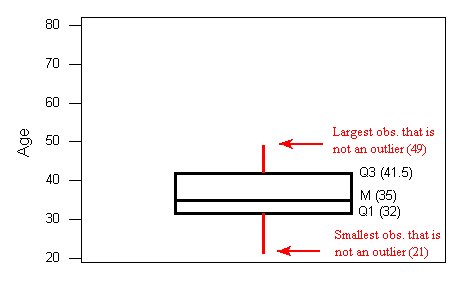 80
70
60
50
40
30
20
Age
Largest obs. that is
not an outlier (49)
Q3 (41.5)
M (35)
Q1 (32)
Smallest obs. that is
not an outlier (21)